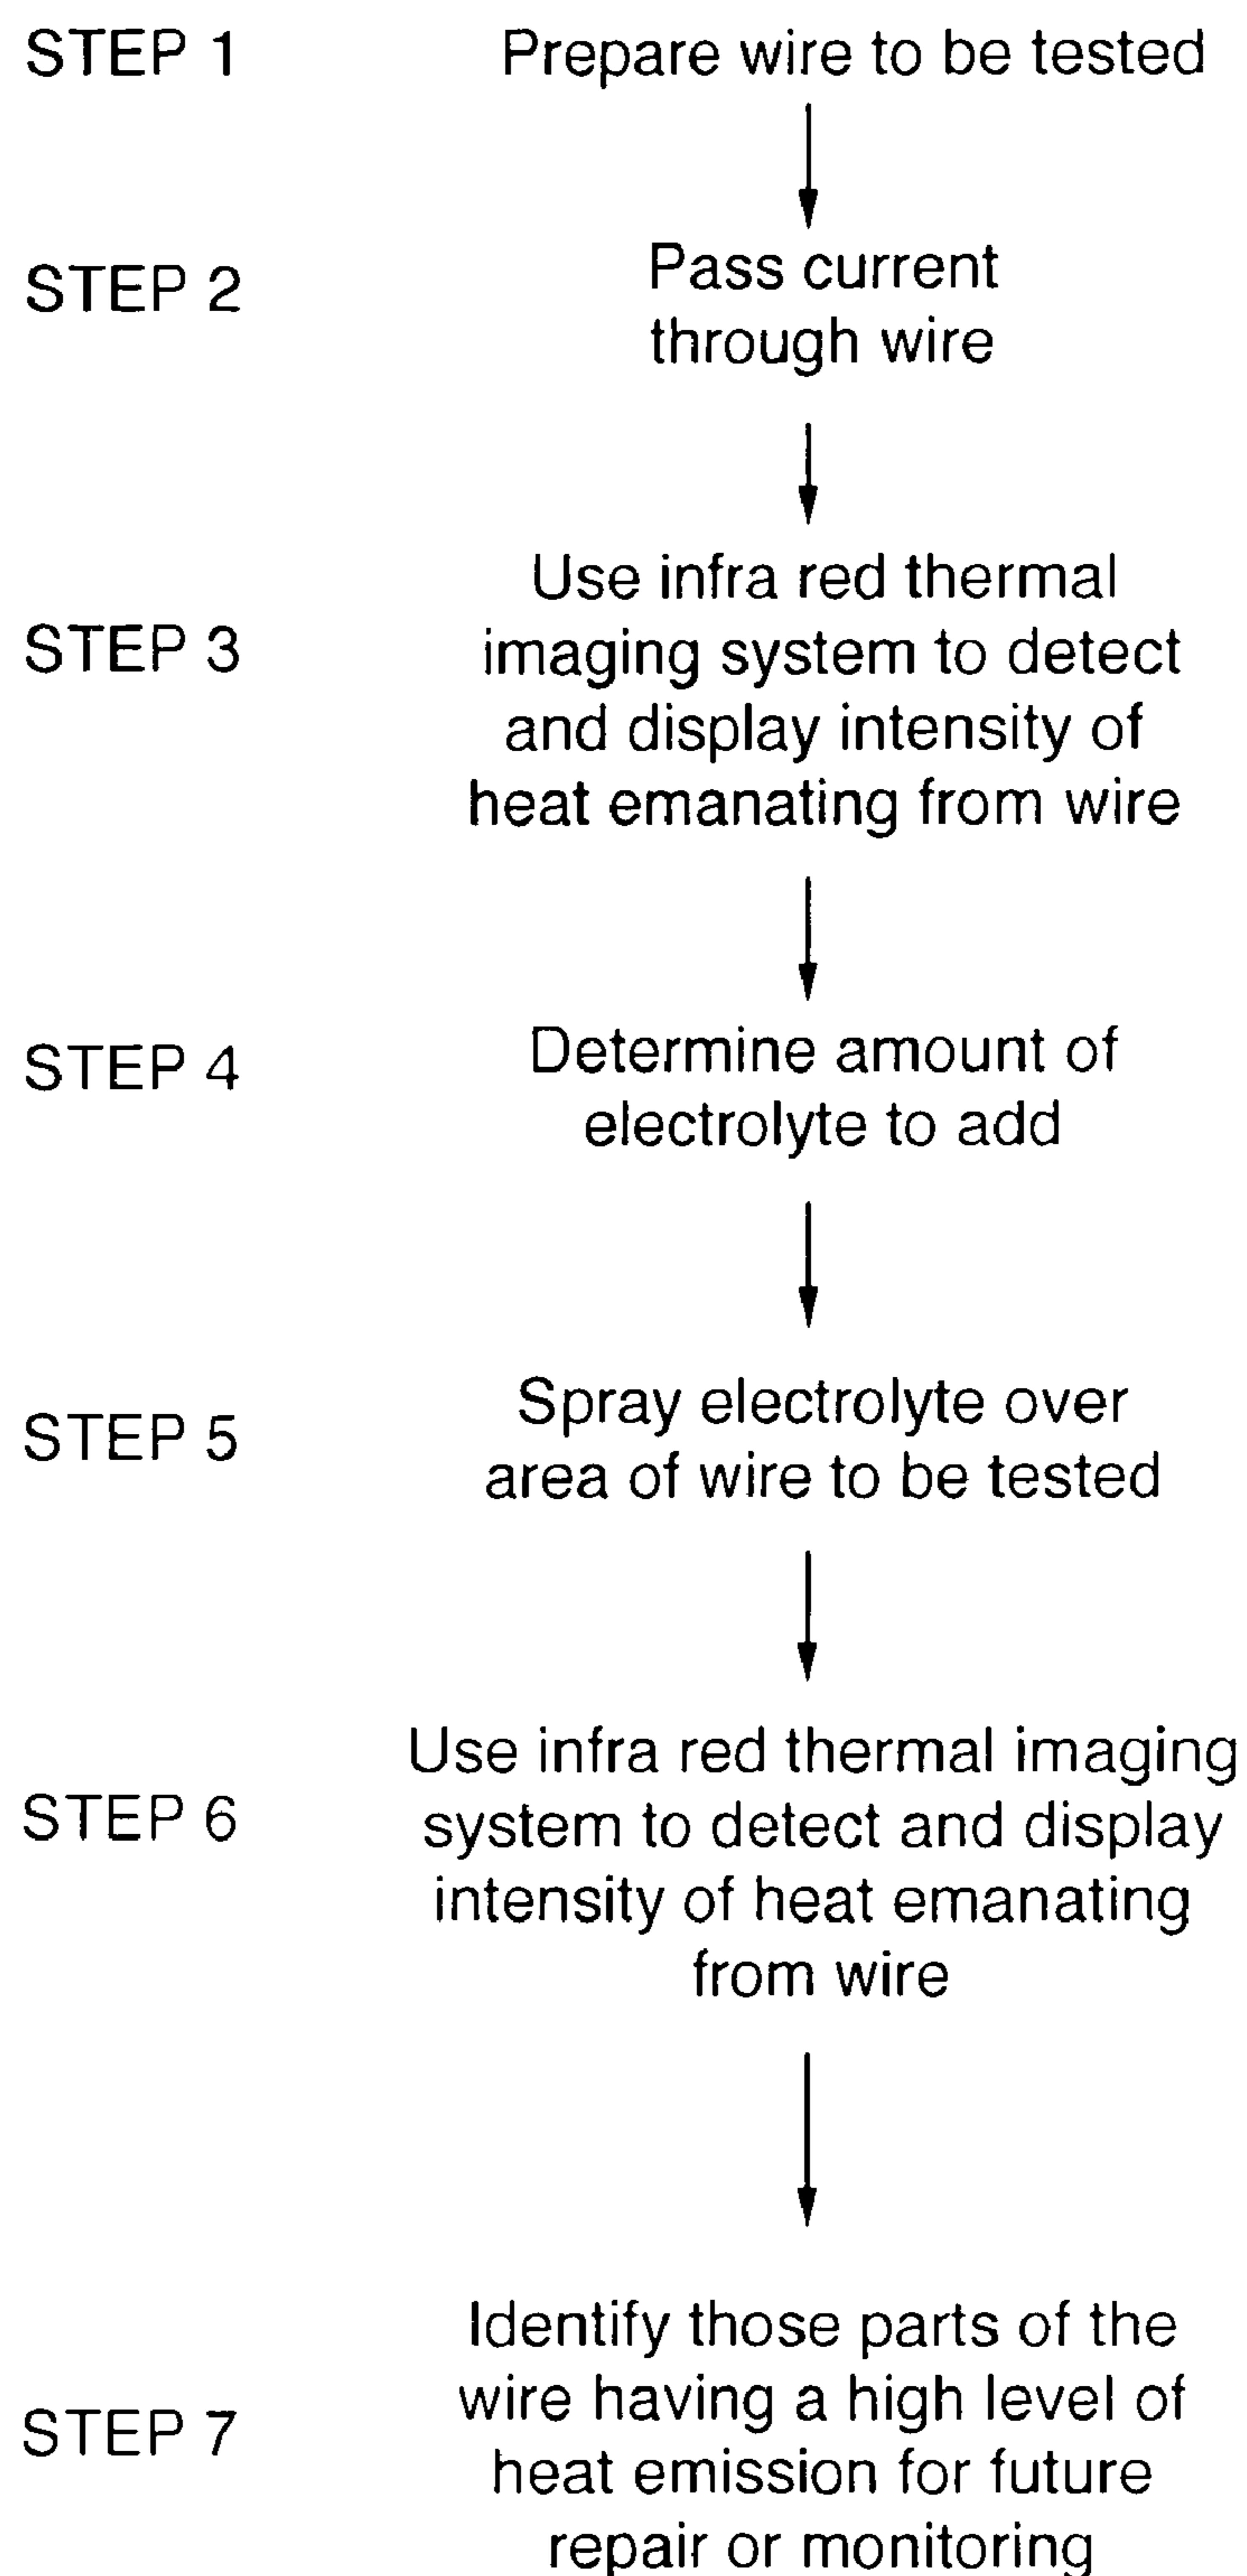 STEP 1 Prepare wire to be tested
STEP 2 Pass current
through wire
STEP 3 Use infra red thermal
imaging system to detect
and display intensity of
heat emanating from wire
STEP 4 Determine amount of
electrolyte to add
STEP 5 Spray electrolyte over
area of wire to be tested
STEP 6 Use infra red thermal imaging
system to detect and display
intensity of heat emanating
from wire
STEP 7 Identify those parts of the
wire having a high level of
heat emission for future
repair or monitoring